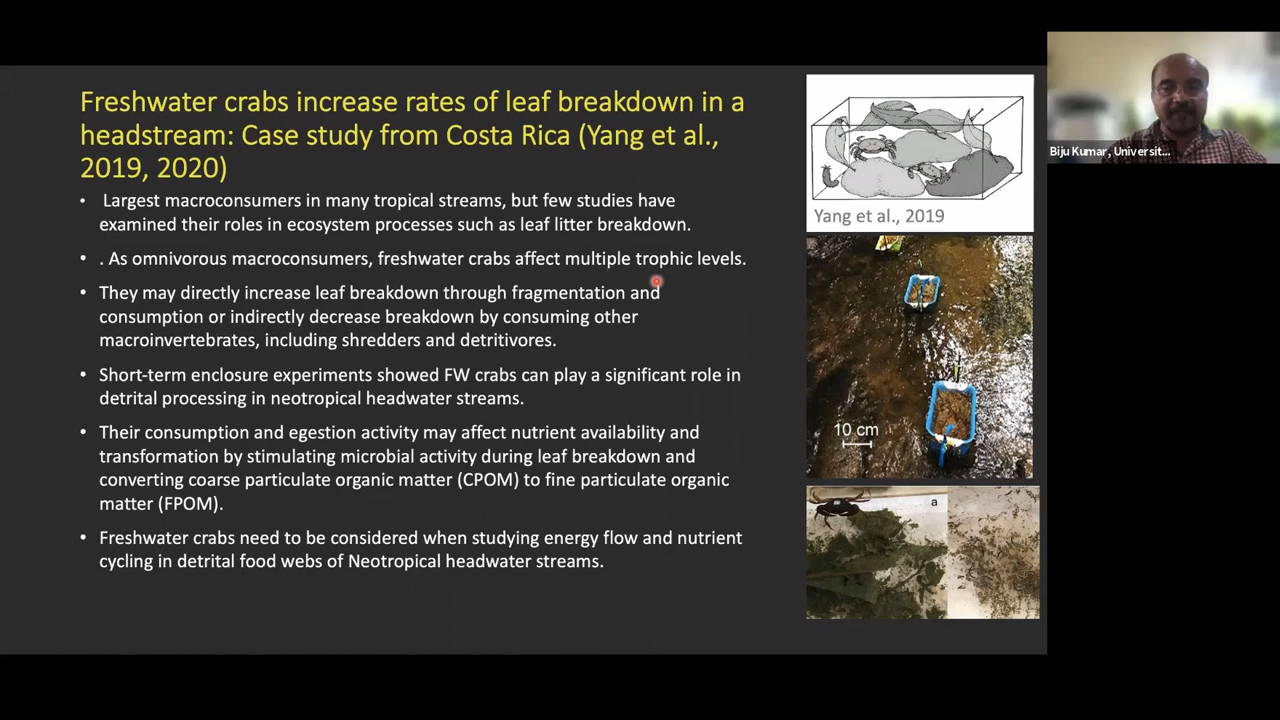 Freshwater crabs increase rates of leaf breakdown in a
headstream: Case study from Costa Rica (Yang et al.,
2019, 2020)
• Largest macroconsumers in many tropical streams, but few studies have
examined their roles in ecosystem processes such as leaf litter breakdown.
• . As omnivorous macroconsumers, freshwater crabs affect multiple trophic levels.
• They may directly increase leaf breakdown through fragmentation and
consumption or indirectly decrease breakdown by consuming other
macroinvertebrates, including shredders and detritivores.
• Short-term enclosure experiments showed FW crabs can play a significant role in
detrital processing in neotropical headwater streams.
• Their consumption and egestion activity may affect nutrient availability and
transformation by stimulating microbial activity during leaf breakdown and
converting coarse particulate organic matter (CPOM) to fine particulate organic
matter (FPOM).
• Freshwater crabs need to be considered when studying energy flow and nutrient
cycling in detrital food webs of Neotropical headwater streams.
Yang et al., 2019
10 cm
a
Biju Kumar, Universit...